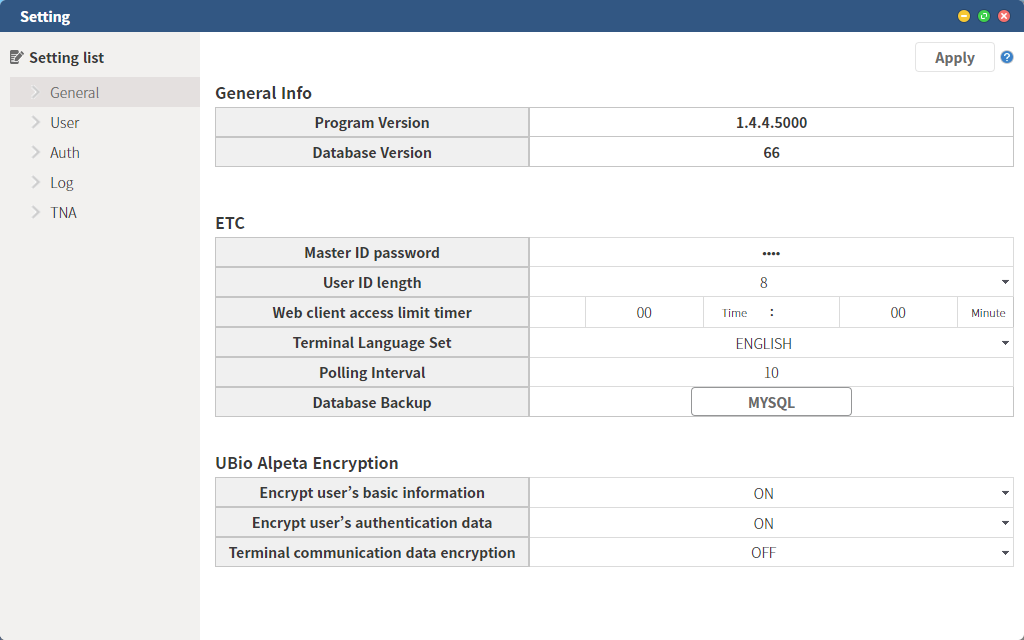 Setting
Setting list
General
User
Auth
Log
TNA
Apply
General Info
Program Version 1.4.4.5000
Database Version 66
ETC
Master ID password ••••
User ID length 8
Web client access limit timer 00 Time : 00 Minute
Terminal Language Set ENGLISH
Polling Interval 10
Database Backup MYSQL
UBio Alpeta Encryption
Encrypt user's basic information ON
Encrypt user's authentication data ON
Terminal communication data encryption OFF